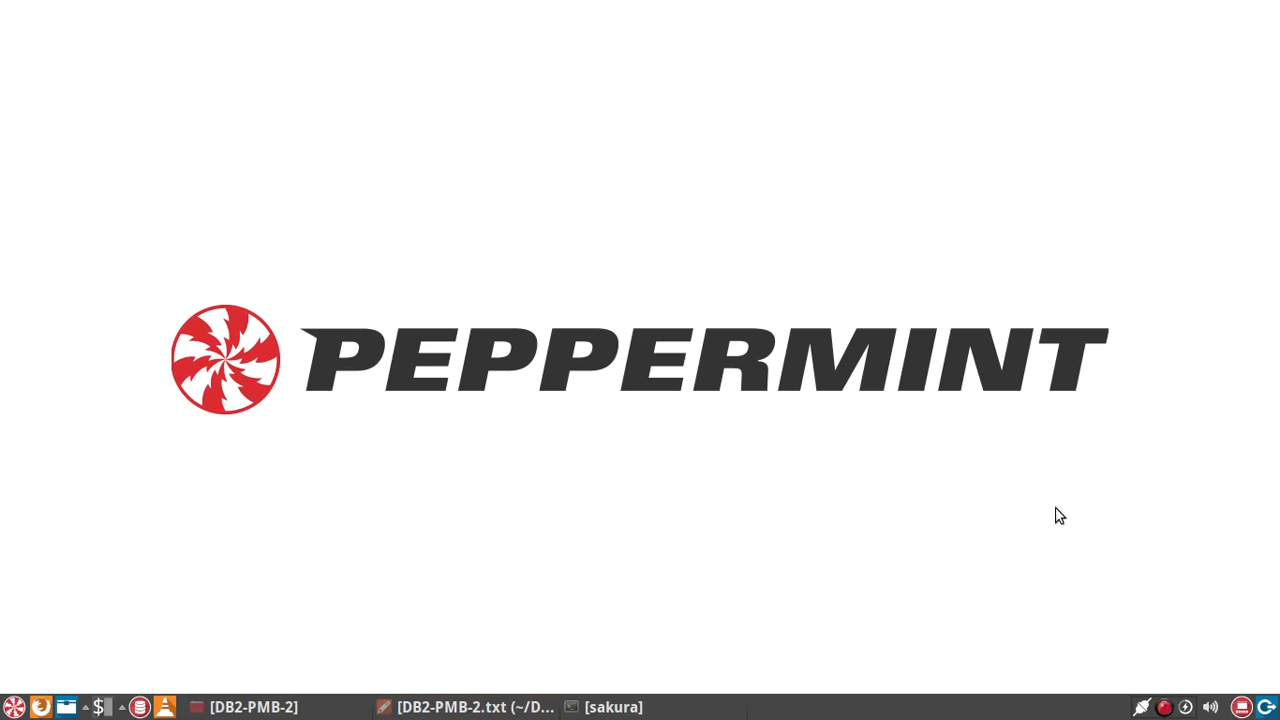 PEPPERMINT
$
[DB2-PMB-2]
[DB2-PMB-2.txt (~/D...
[sakura]